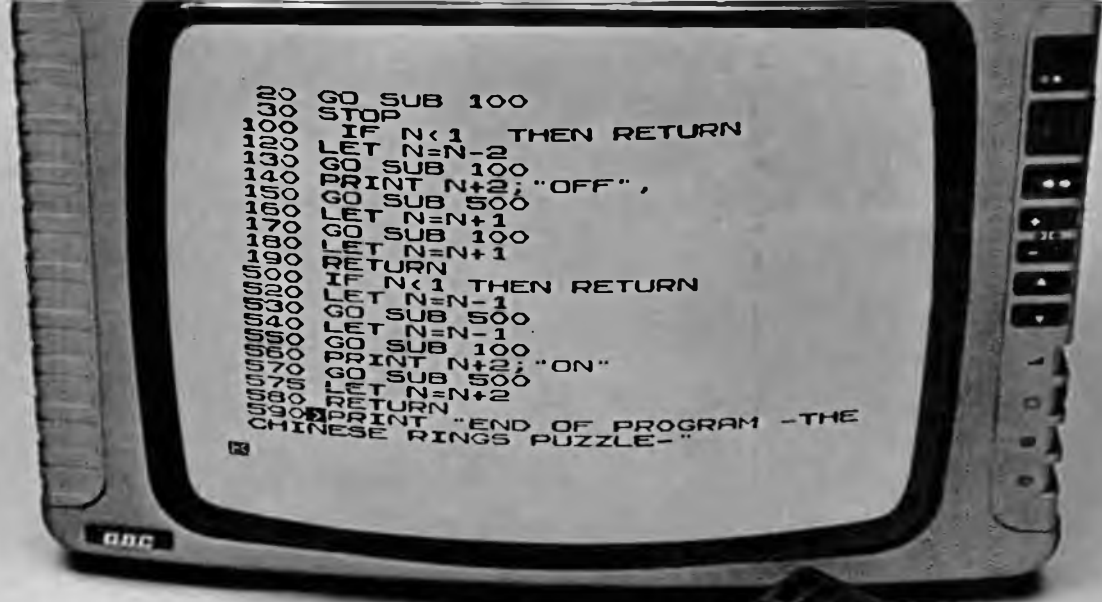 20 GO SUB 100
30 STOP
100 IF N<1 THEN RETURN
120 LET N=N-2
130 GO SUB 100
140 PRINT N+2;"OFF",
150 GO SUB 500
160 LET N=N+1
170 GO SUB 100
180 LET N=N+1
190 RETURN
500 IF N<1 THEN RETURN
520 LET N=N-1
530 GO SUB 500
540 LET N=N-1
550 GO SUB 100
560 PRINT N+2;"ON"
570 GO SUB 500
575 LET N=N+2
580 RETURN
590>PRINT "END OF PROGRAM -THE
CHINESE RINGS PUZZLE-"
K
GBC